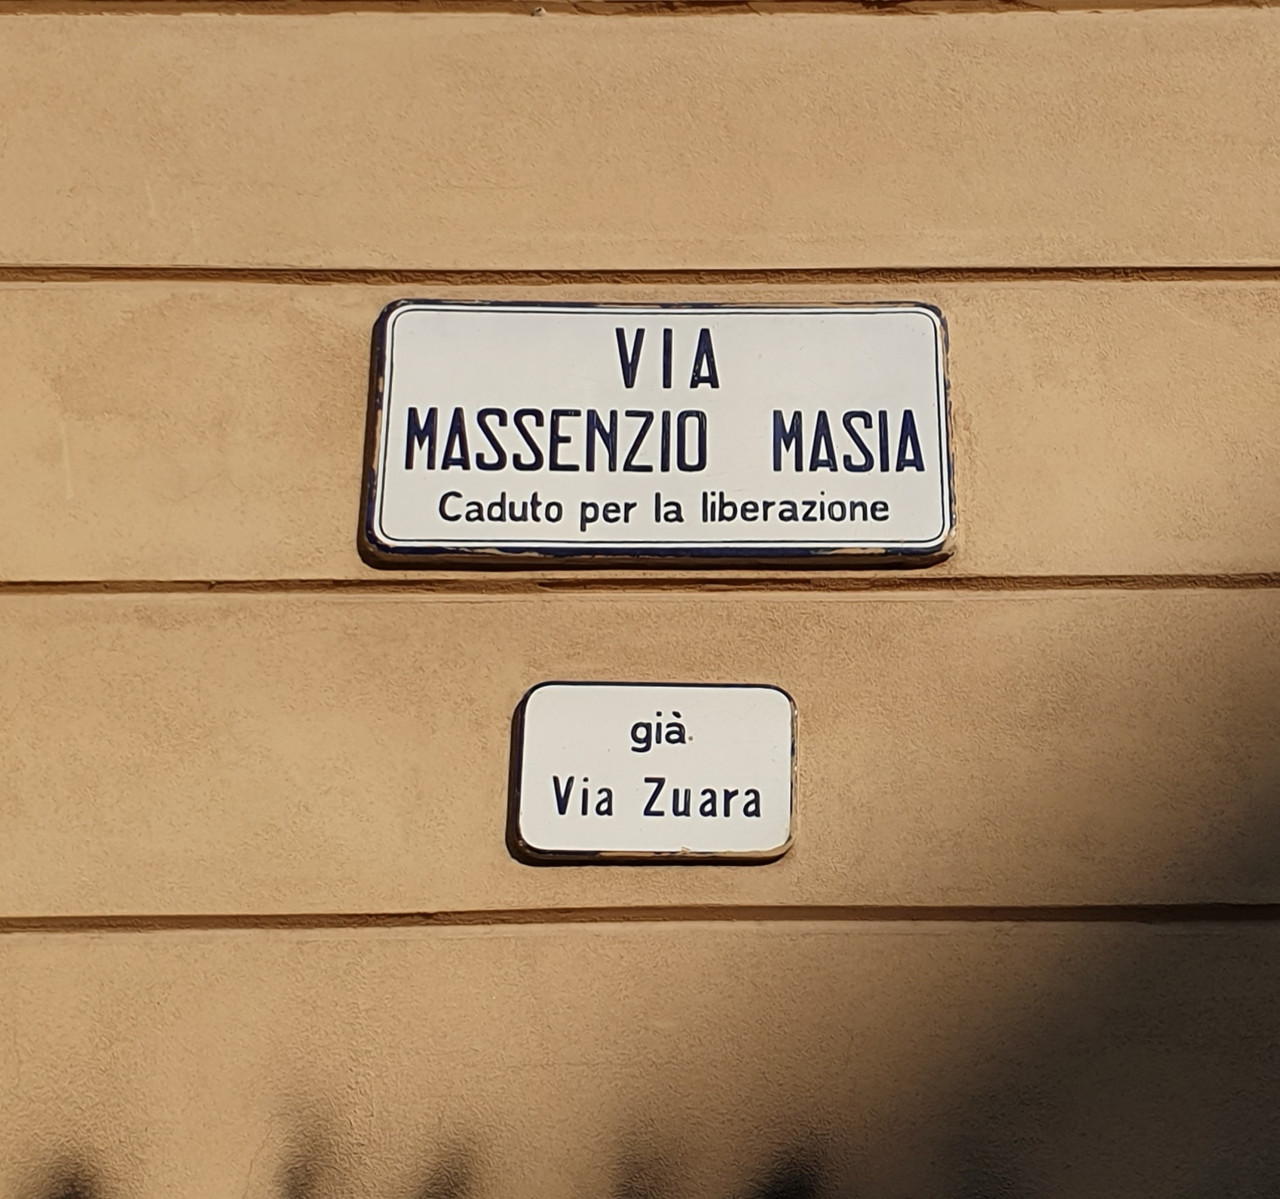 VIA
MASSENZIO MASIA
Caduto per la liberazione
già
Via Zuara